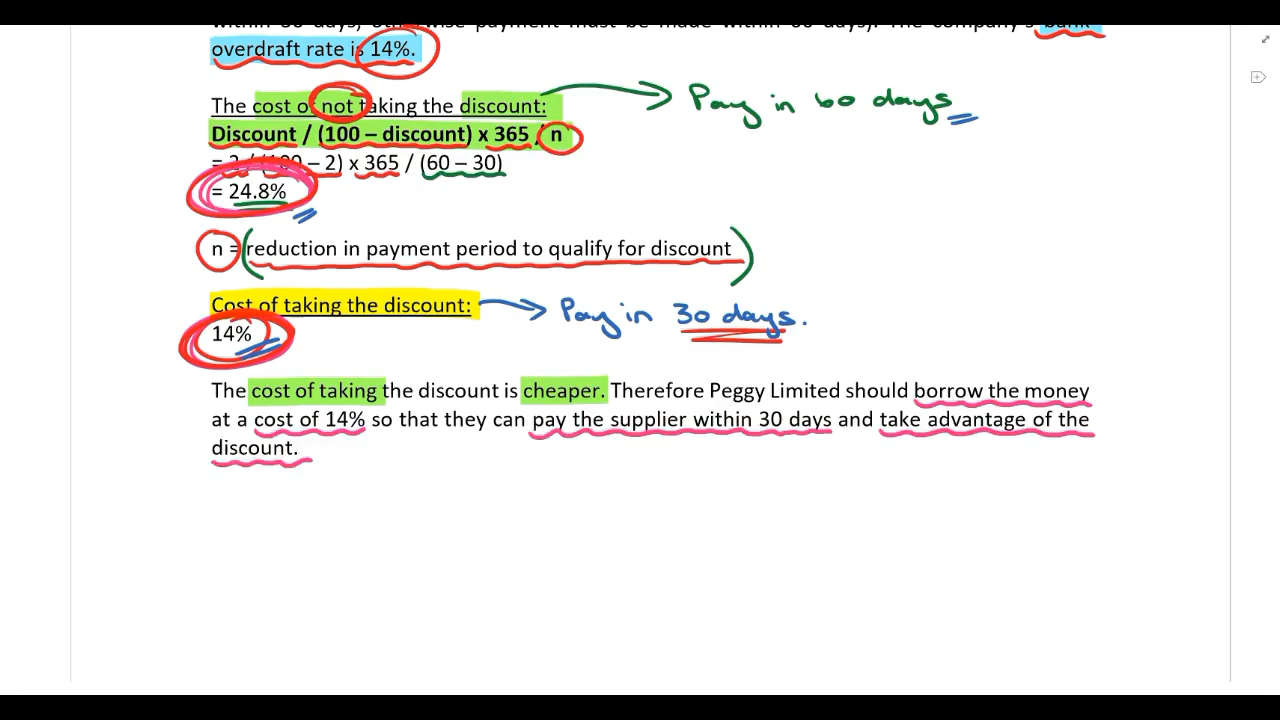 overdraft rate is 14%.
The cost of not taking the discount:
Pay in 60 days
Discount / (100 – discount) x 365 / n
= 2 / (100 – 2) x 365 / (60 – 30)
= 24.8%
n = reduction in payment period to qualify for discount
Cost of taking the discount:
Pay in 30 days.
14%
The cost of taking the discount is cheaper. Therefore Peggy Limited should borrow the money
at a cost of 14% so that they can pay the supplier within 30 days and take advantage of the
discount.